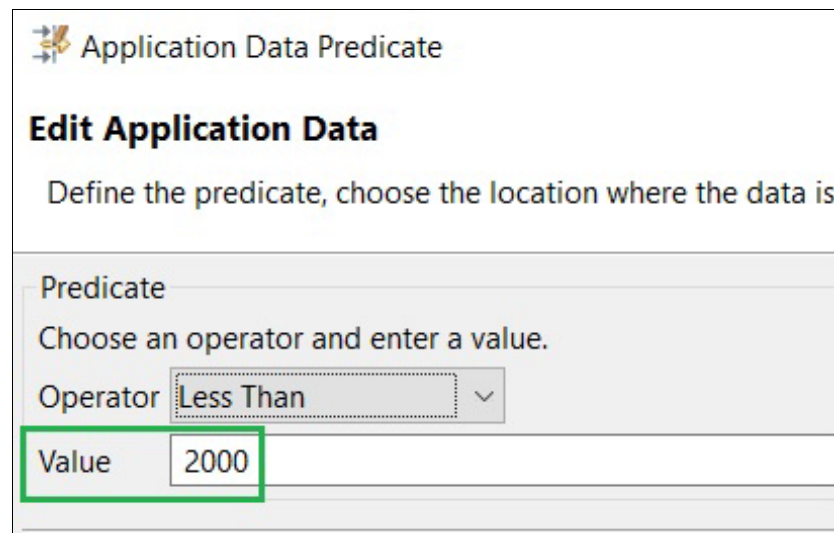 Application Data Predicate
Edit Application Data
Define the predicate, choose the location where the data is
Predicate
Choose an operator and enter a value.
Operator Less Than
Value 2000